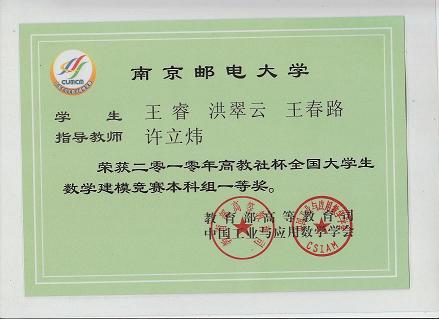 CUMCM
南京邮电大学
学 生 王睿 洪翠云 王春路
指导教师 许立炜
荣获二零一零年高教社杯全国大学生
数学建模竞赛本科组一等奖。
教育部高等教育司
中国工业与应用数学学会
CSIAM